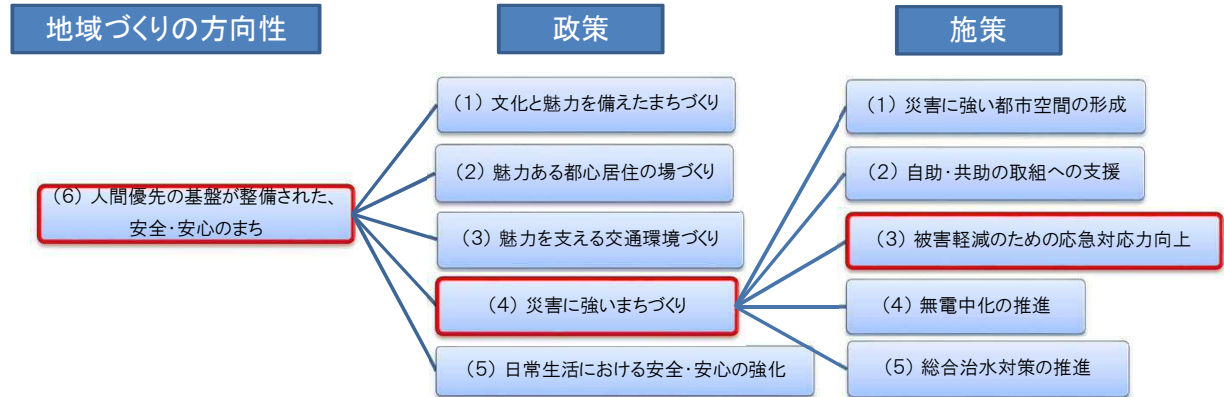 地域づくりの方向性
政策
施策
(6) 人間優先の基盤が整備された、
安全・安心のまち
(1) 文化と魅力を備えたまちづくり
(2) 魅力ある都心居住の場づくり
(3) 魅力を支える交通環境づくり
(4) 災害に強いまちづくり
(5) 日常生活における安全・安心の強化
(1) 災害に強い都市空間の形成
(2) 自助・共助の取組への支援
(3) 被害軽減のための応急対応力向上
(4) 無電中化の推進
(5) 総合治水対策の推進